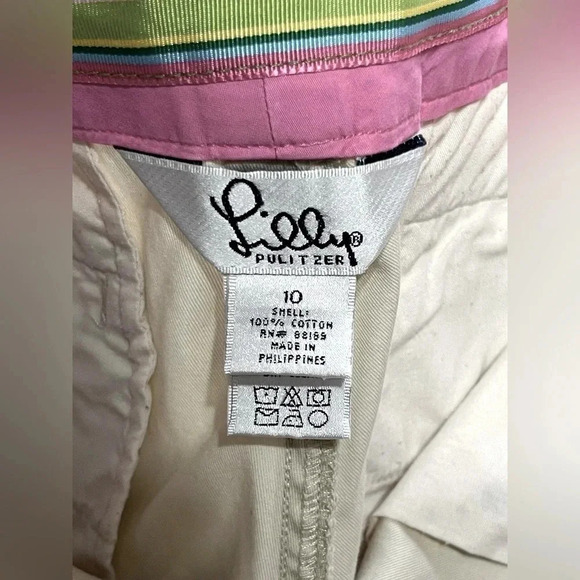 Lilly®
PULITZER
10
SHELL:
100% COTTON
RN# 88189
MADE IN
PHILIPPINES